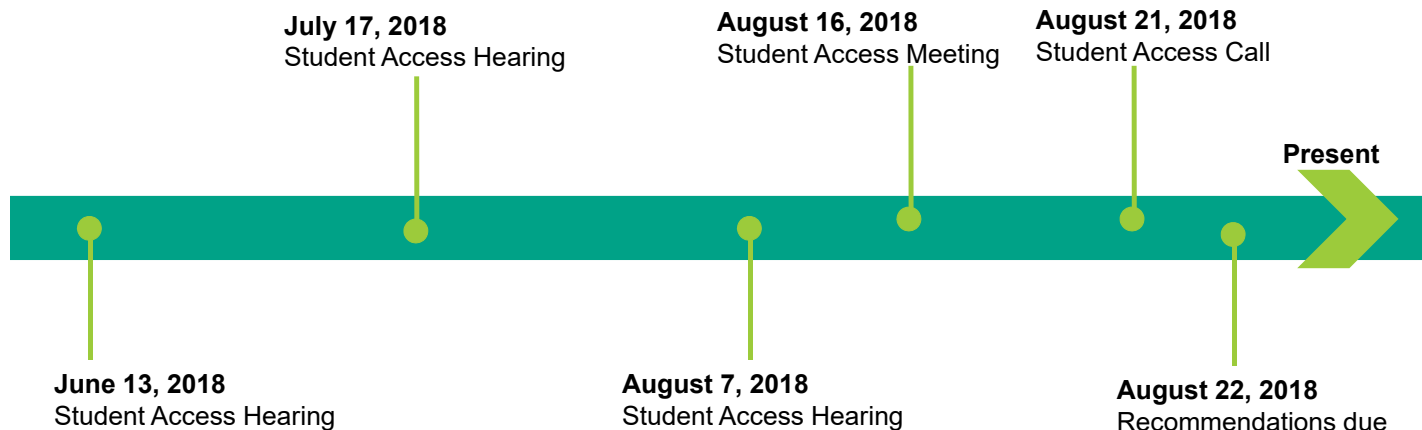 July 17, 2018
Student Access Hearing
August 16, 2018
Student Access Meeting
August 21, 2018
Student Access Call
Present
June 13, 2018
Student Access Hearing
August 7, 2018
Student Access Hearing
August 22, 2018
Recommendations due